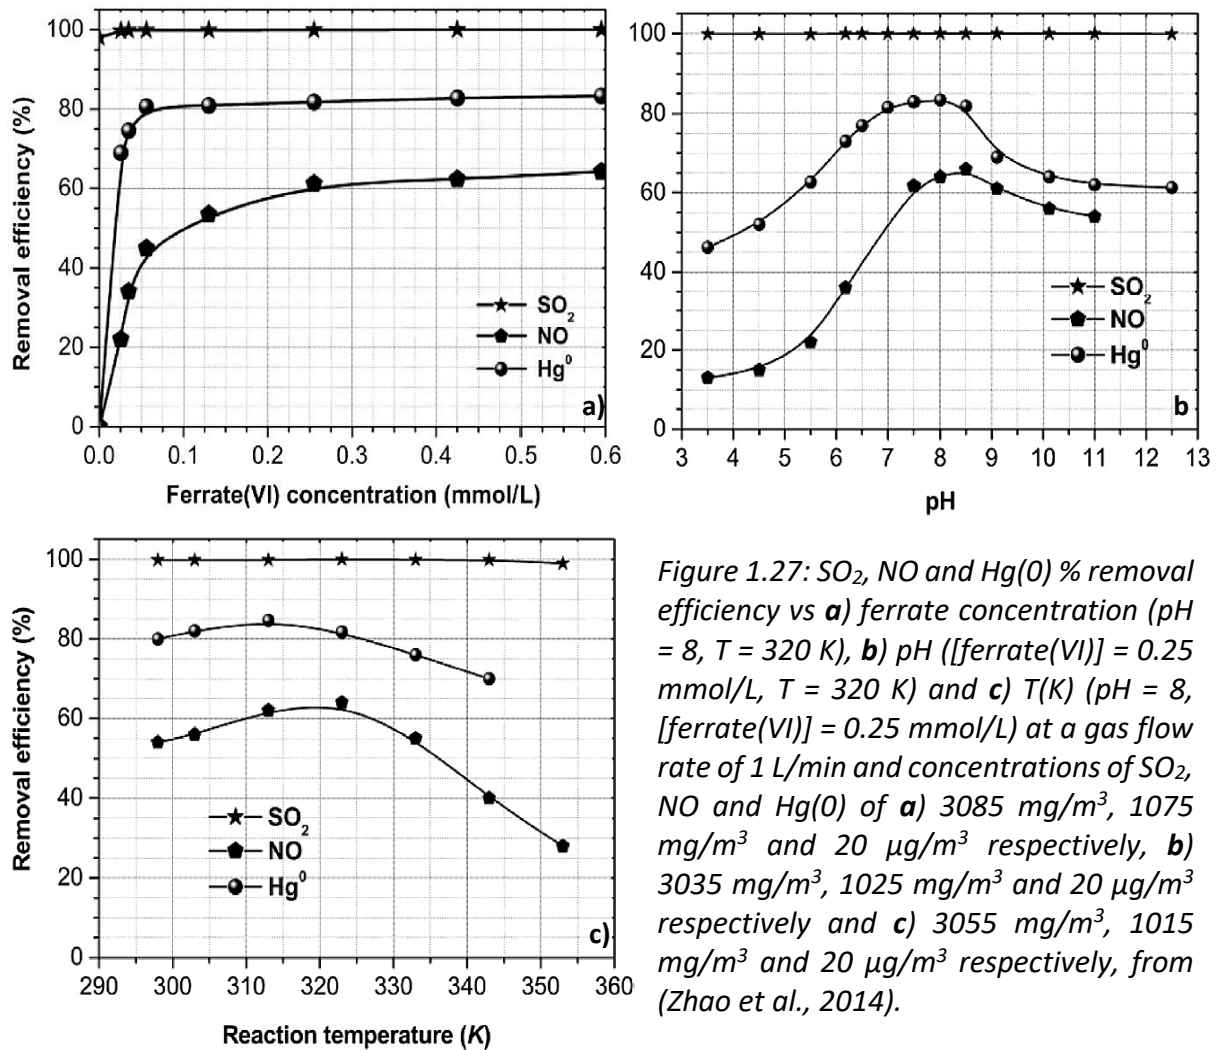 100
80
60
40
20
0
Removal efficiency (%)
SO2
NO
Hg0
a)
0.0 0.1 0.2 0.3 0.4 0.5 0.6
Ferrate(VI) concentration (mmol/L)
100
80
60
40
20
0
SO2
NO
Hg0
b
3 4 5 6 7 8 9 10 11 12 13
pH
100
80
60
40
20
0
Removal efficiency (%)
SO2
NO
Hg0
c)
290 300 310 320 330 340 350 360
Reaction temperature (K)
Figure 1.27: SO2, NO and Hg(0) % removal
efficiency vs a) ferrate concentration (pH
= 8, T = 320 K), b) pH ([ferrate(VI)] = 0.25
mmol/L, T = 320 K) and c) T(K) (pH = 8,
[ferrate(VI)] = 0.25 mmol/L) at a gas flow
rate of 1 L/min and concentrations of SO2,
NO and Hg(0) of a) 3085 mg/m3, 1075
mg/m3 and 20 µg/m3 respectively, b)
3035 mg/m3, 1025 mg/m3 and 20 µg/m3
respectively and c) 3055 mg/m3, 1015
mg/m3 and 20 µg/m3 respectively, from
(Zhao et al., 2014).